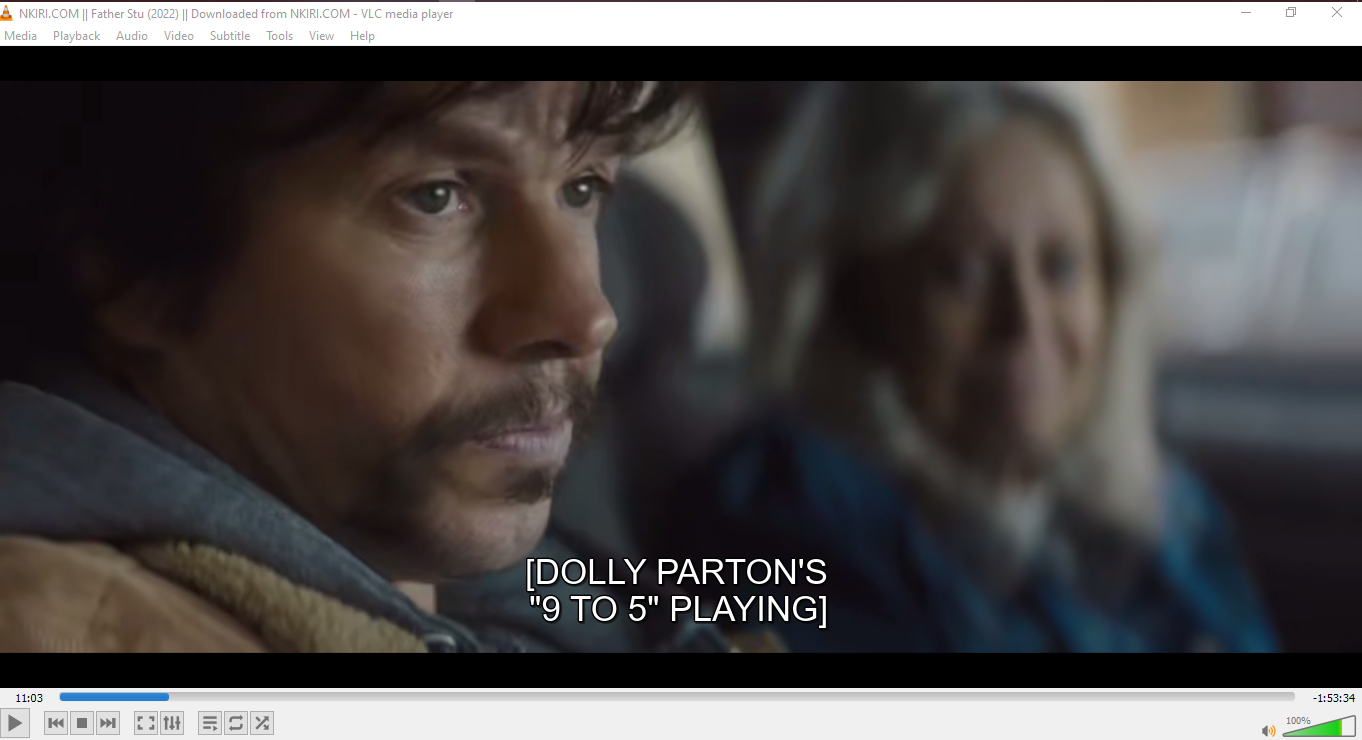 NKIRI.COM || Father Stu (2022) || Downloaded from NKIRI.COM - VLC media player
Media Playback Audio Video Subtitle Tools View Help
[DOLLY PARTON'S
"9 TO 5" PLAYING]
11:03 -1:53:34
100%